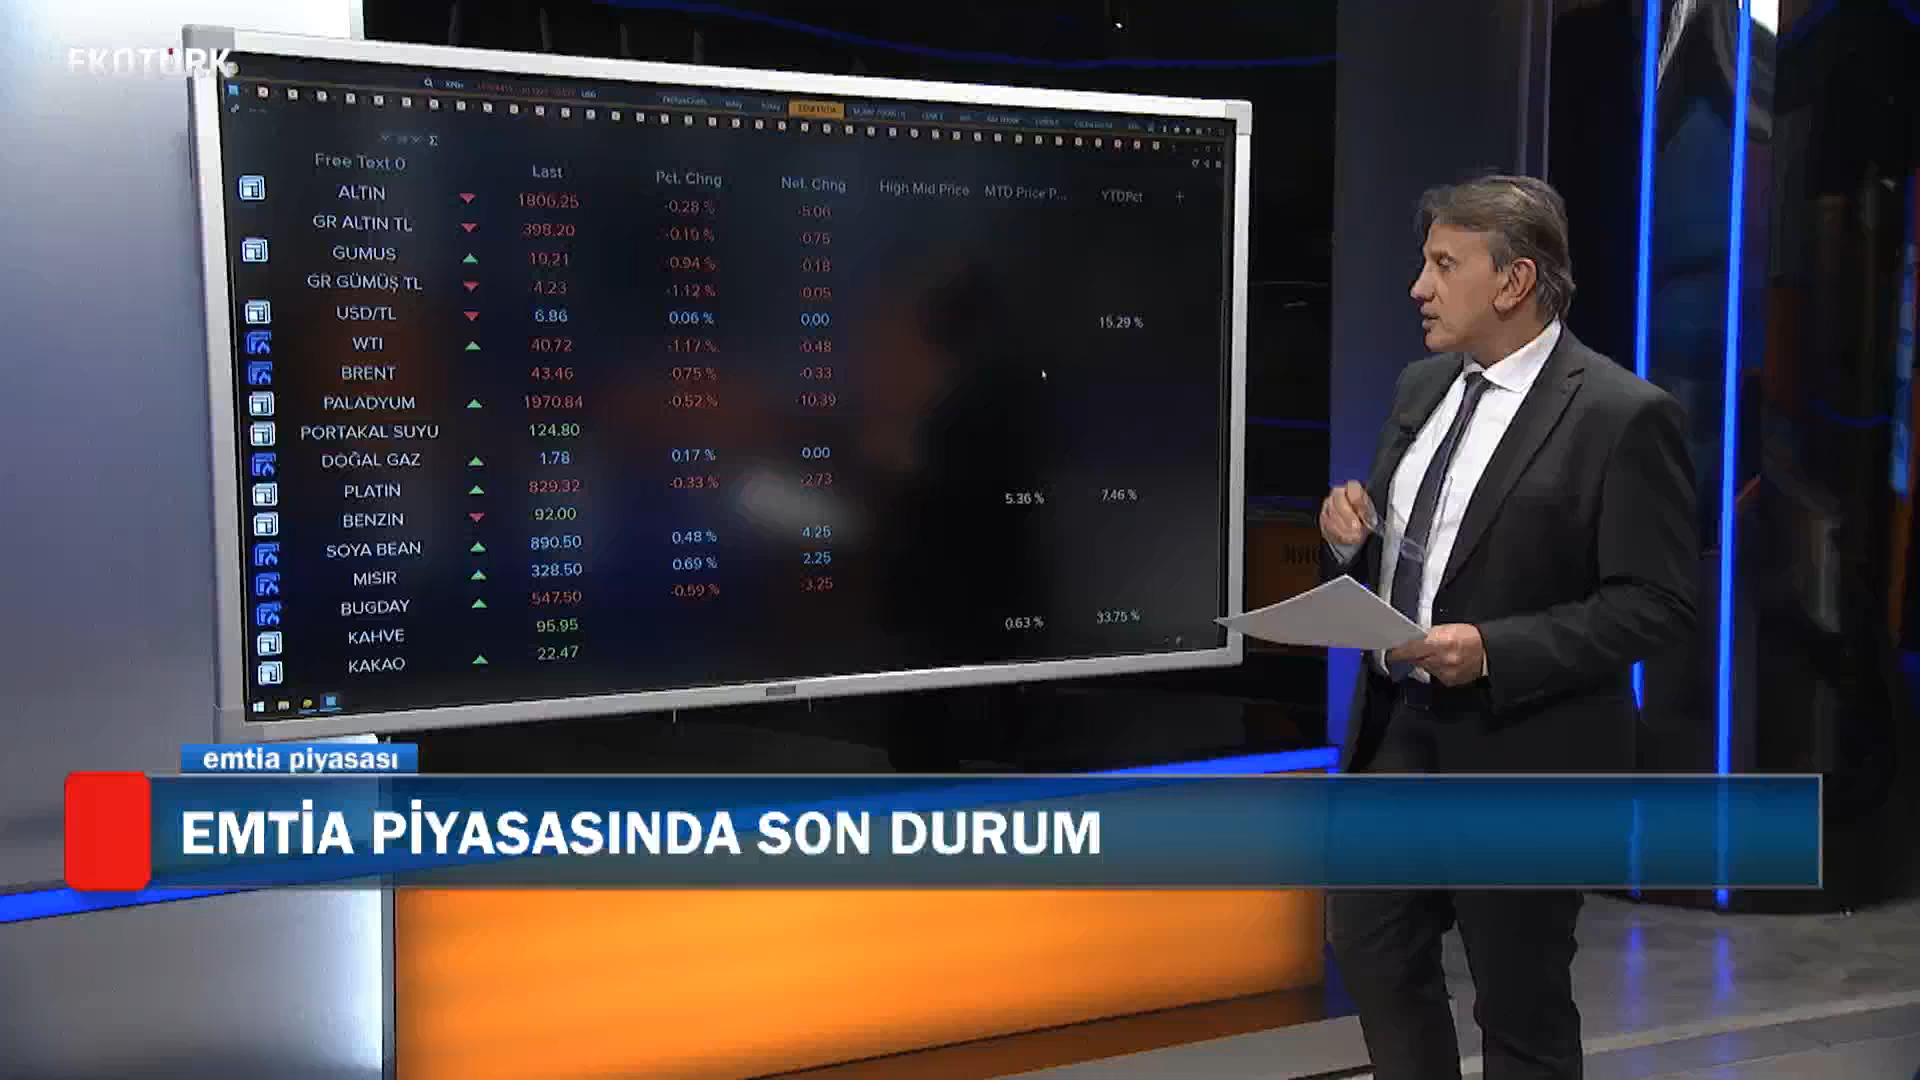 EKOTÜRK
Free Text 0 Last Pct. Chng Net. Chng High Mid Price MTD Price P... YTDPct +
ALTIN 1806.25 -0.28 % -5.06
GR ALTIN TL 398.20 -0.19 % -0.75
GUMUS 19.21 -0.94 % -0.18
GR GÜMÜŞ TL 4.23 -1.12 % -0.05
USD/TL 6.86 0.06 % 0.00 15.29 %
WTI 40.72 -1.17 % -0.48
BRENT 43.46 -0.75 % -0.33
PALADYUM 1970.84 -0.52 % -10.39
PORTAKAL SUYU 124.80
DOĞAL GAZ 1.78 0.17 % 0.00
PLATIN 829.32 -0.33 % -2.73 5.36 % 7.46 %
BENZIN 92.00
SOYA BEAN 890.50 0.48 % 4.25
MISIR 328.50 0.69 % 2.25
BUGDAY 547.50 -0.59 % -3.25
KAHVE 95.95 0.63 % 33.75 %
KAKAO 22.47
emtia piyasası
EMTİA PİYASASINDA SON DURUM